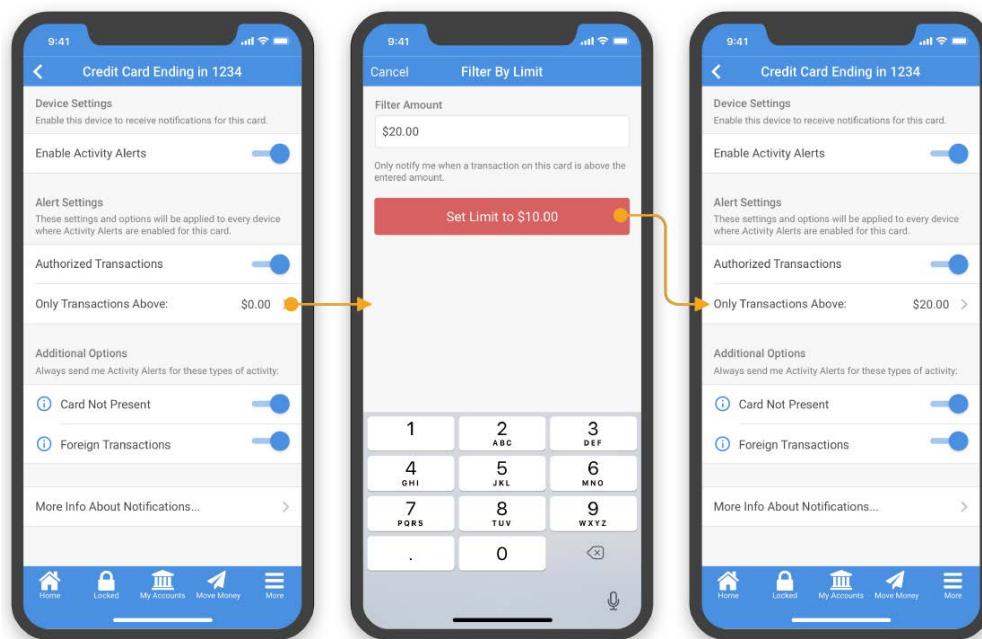 9:41
Credit Card Ending in 1234
Device Settings
Enable this device to receive notifications for this card.
Enable Activity Alerts
Alert Settings
These settings and options will be applied to every device
where Activity Alerts are enabled for this card.
Authorized Transactions
Only Transactions Above: $0.00
Additional Options
Always send me Activity Alerts for these types of activity:
Card Not Present
Foreign Transactions
More Info About Notifications...
Home Locked My Accounts Move Money More
9:41
Cancel Filter By Limit
Filter Amount
$20.00
Only notify me when a transaction on this card is above the
entered amount.
Set Limit to $10.00
1 2 3
ABC DEF
4 5 6
GHI JKL MNO
7 8 9
PQRS TUV WXYZ
. 0
9:41
Credit Card Ending in 1234
Device Settings
Enable this device to receive notifications for this card.
Enable Activity Alerts
Alert Settings
These settings and options will be applied to every device
where Activity Alerts are enabled for this card.
Authorized Transactions
Only Transactions Above: $20.00
Additional Options
Always send me Activity Alerts for these types of activity:
Card Not Present
Foreign Transactions
More Info About Notifications...
Home Locked My Accounts Move Money More